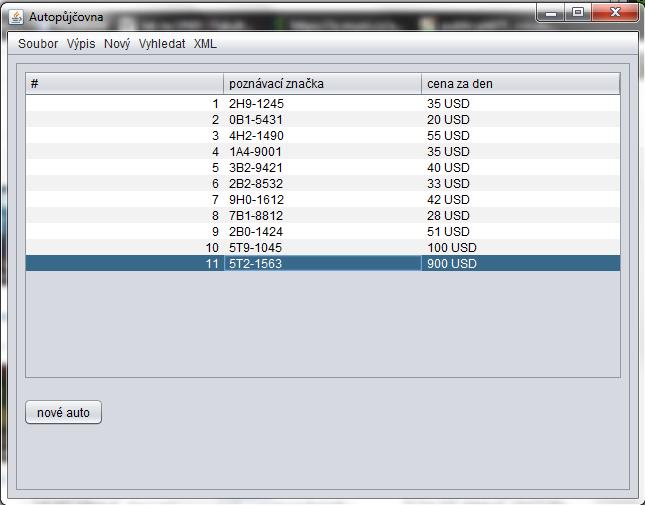 Autopůjčovna
Soubor Výpis Nový Vyhledat XML
# poznávací značka cena za den
1 2H9-1245 35 USD
2 0B1-5431 20 USD
3 4H2-1490 55 USD
4 1A4-9001 35 USD
5 3B2-9421 40 USD
6 2B2-8532 33 USD
7 9H0-1612 42 USD
8 7B1-8812 28 USD
9 2B0-1424 51 USD
10 5T9-1045 100 USD
11 5T2-1563 900 USD
nové auto